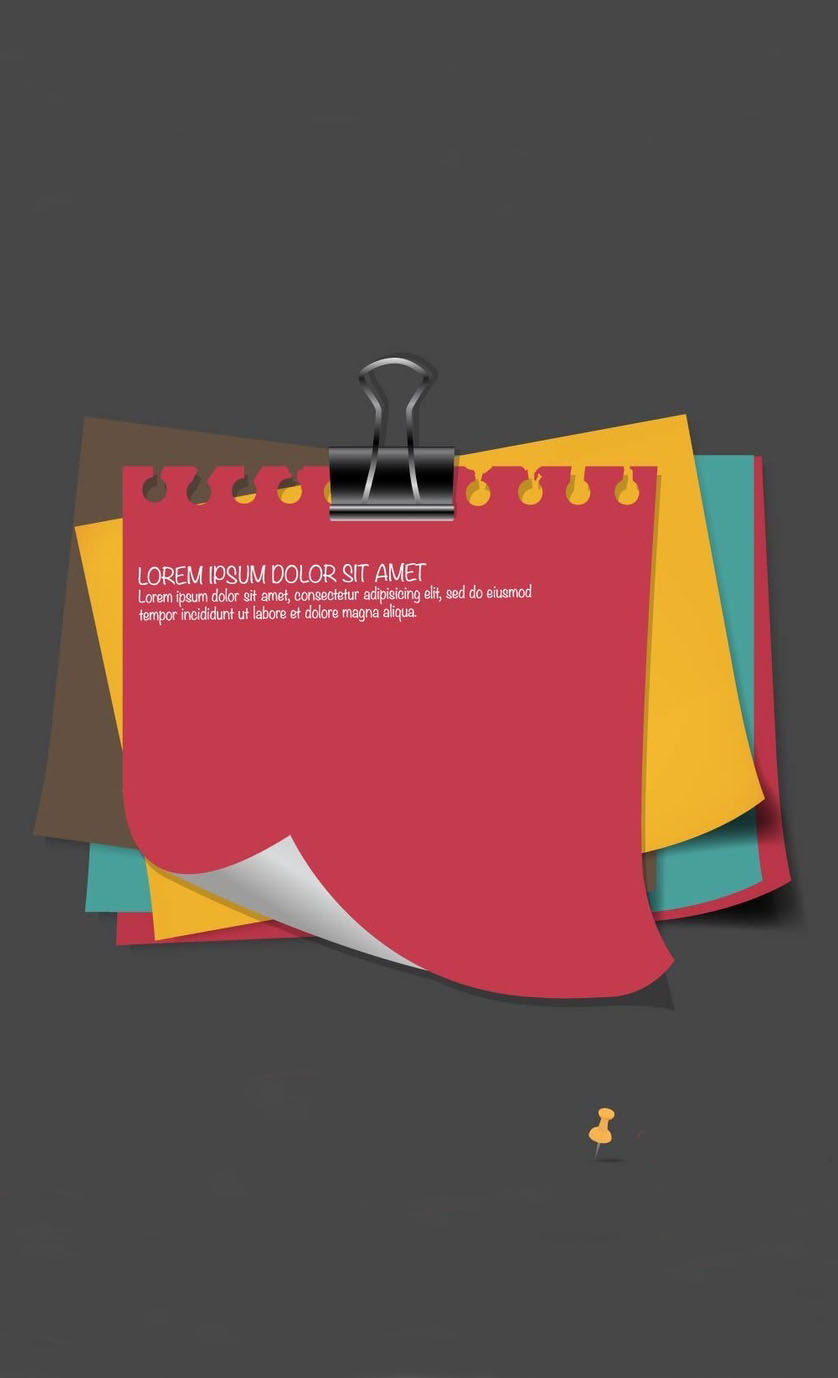 LOREM IPSUM DOLOR SIT AMET
Lorem ipsum dolor sit amet, consectetur adipisicing elit, sed do eiusmod
tempor incididunt ut labore et dolore magna aliqua.